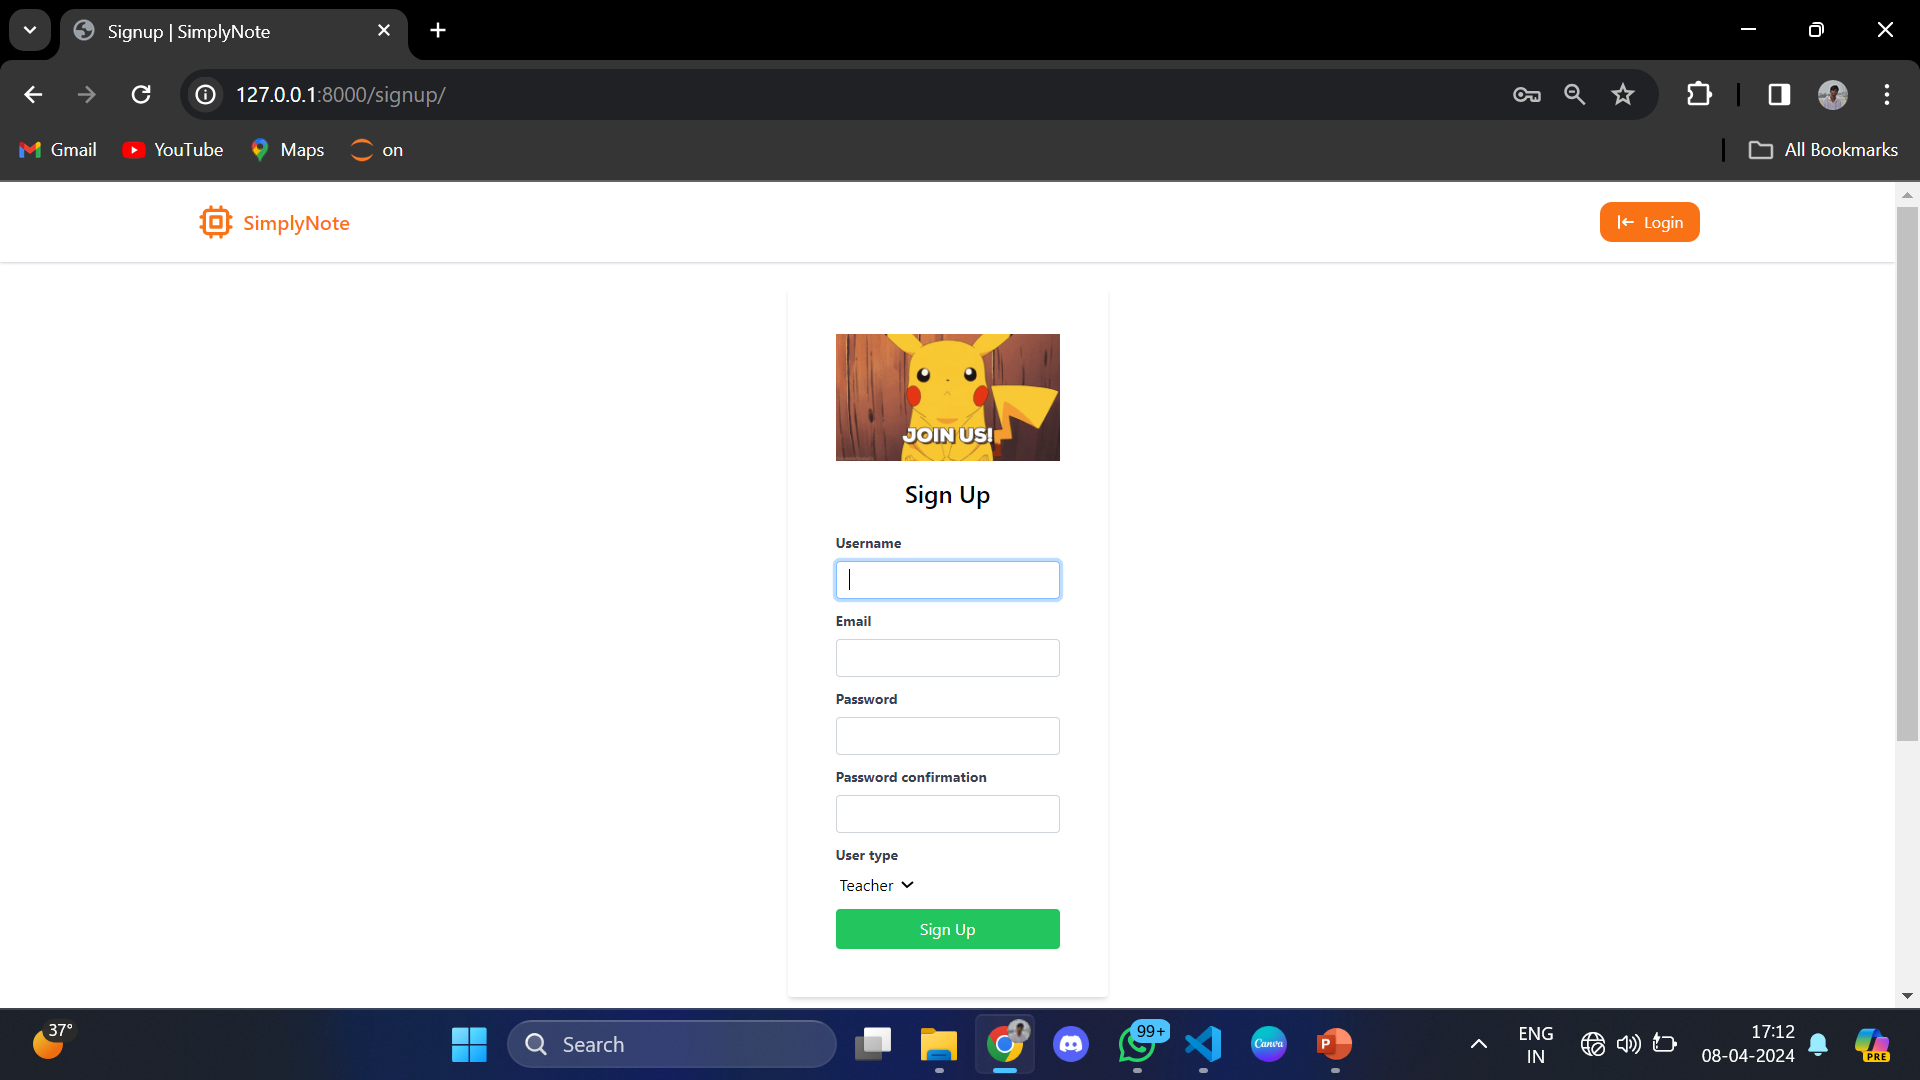 Signup | SimplyNote
127.0.0.1:8000/signup/
Gmail
YouTube
Maps
on
All Bookmarks
SimplyNote
Login
JOIN US!
Sign Up
Username
Email
Password
Password confirmation
User type
Teacher
Sign Up
37°
Search
99+
Canva
P
ENG
IN
17:12
08-04-2024
PRE